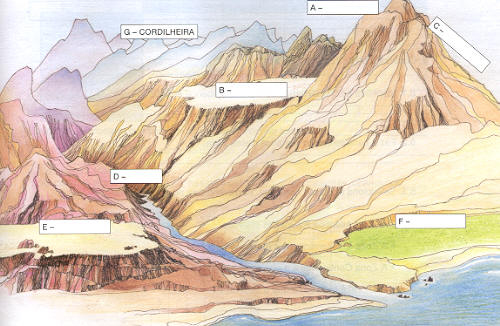 A –
G – CORDILHEIRA
C –
B –
D –
E –
F –